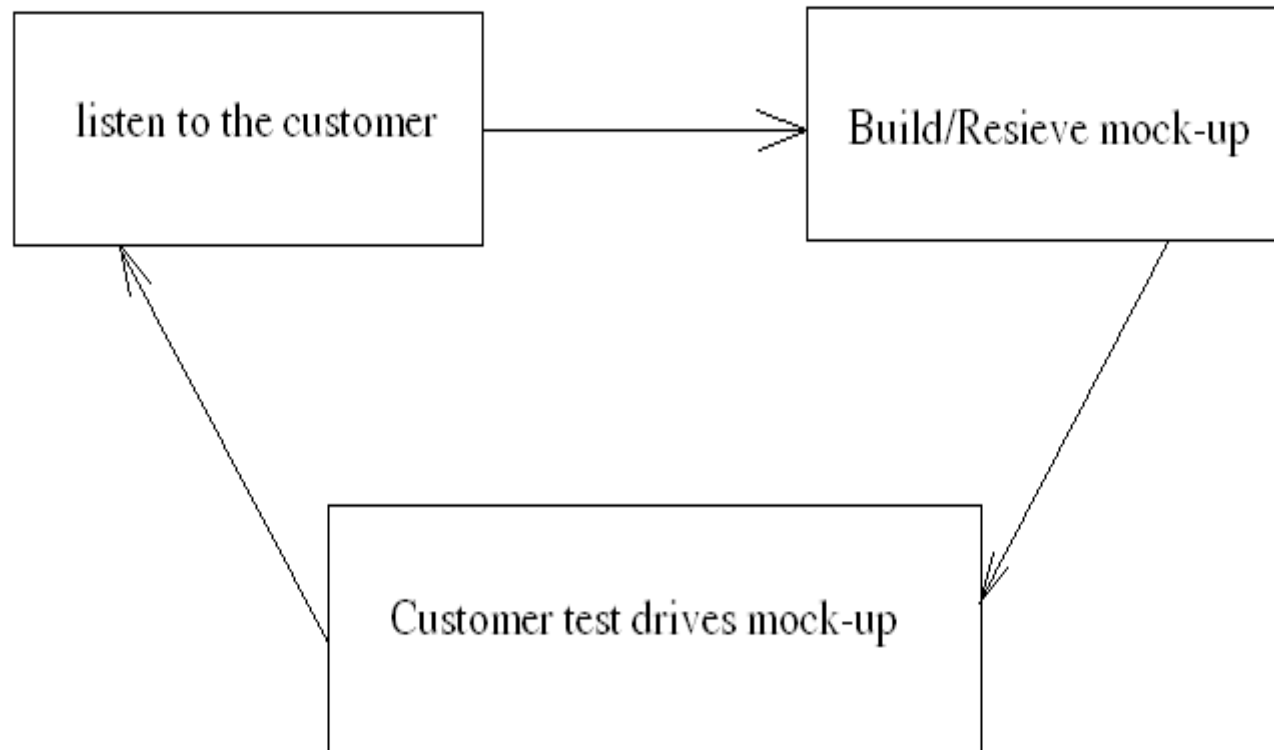 listen to the customer
Build/Resieve mock-up
Customer test drives mock-up